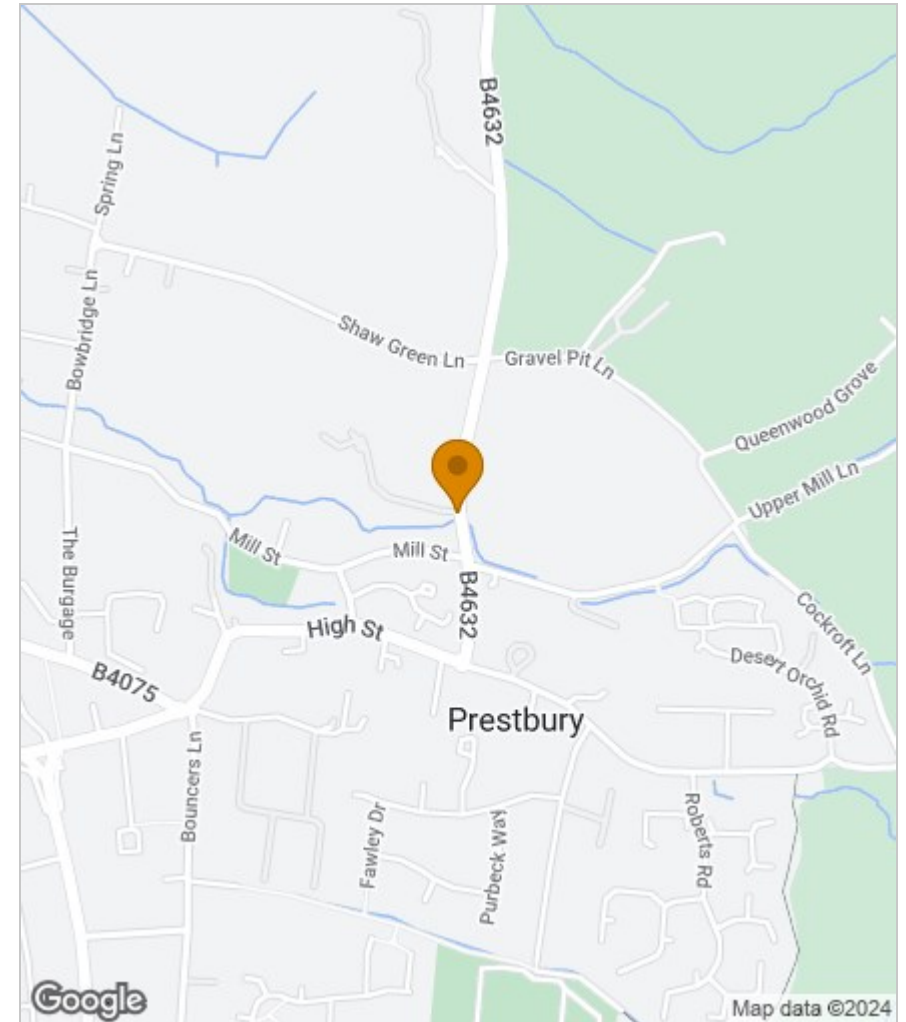 B4632
Spring Ln
Bowbridge Ln
Shaw Green Ln
Gravel Pit Ln
Queenwood Grove
Upper Mill Ln
Mill St
Mill St
The Burgage
B4632
High St
Cockroft Ln
Desert Orchid Rd
B4075
Prestbury
Bouncers Ln
Fawley Dr
Purbeck Way
Roberts Rd
Google
Map data ©2024